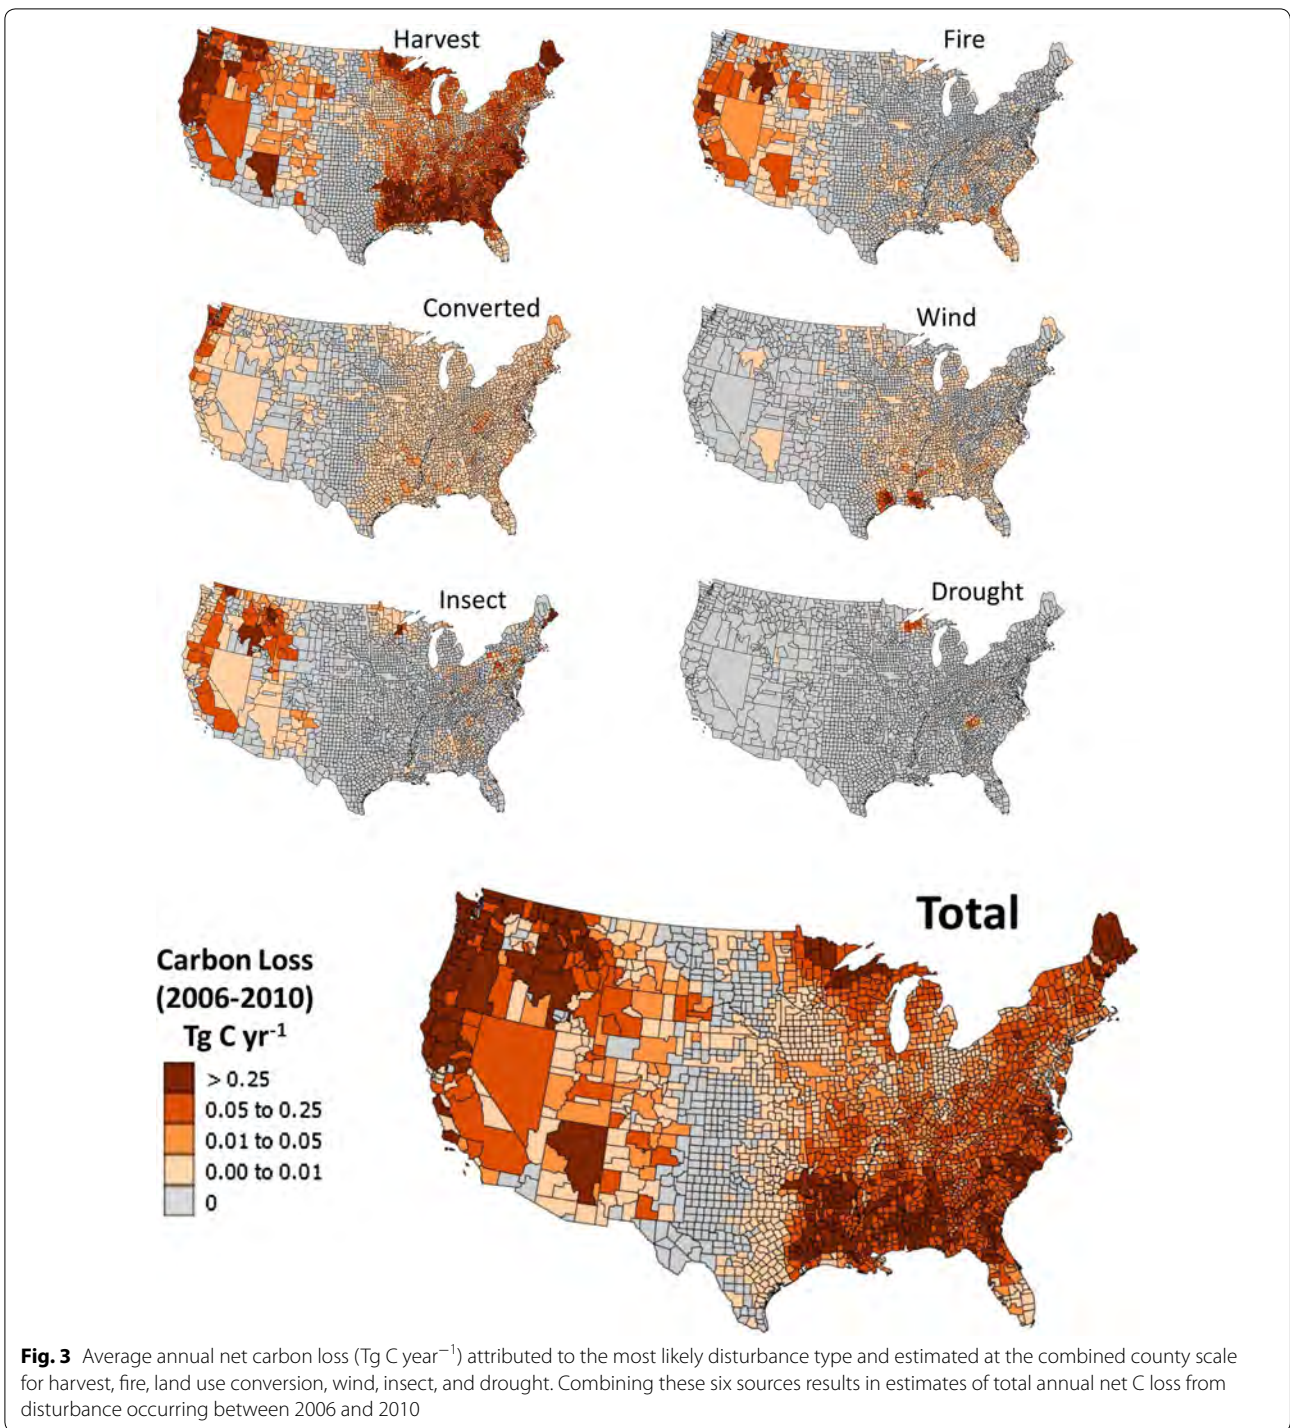 Harvest
Fire
Converted
Wind
Insect
Drought
Total
Carbon Loss
(2006-2010)
Tg C yr-1
> 0.25
0.05 to 0.25
0.01 to 0.05
0.00 to 0.01
0
Fig. 3 Average annual net carbon loss (Tg C year−1) attributed to the most likely disturbance type and estimated at the combined county scale
for harvest, fire, land use conversion, wind, insect, and drought. Combining these six sources results in estimates of total annual net C loss from
disturbance occurring between 2006 and 2010